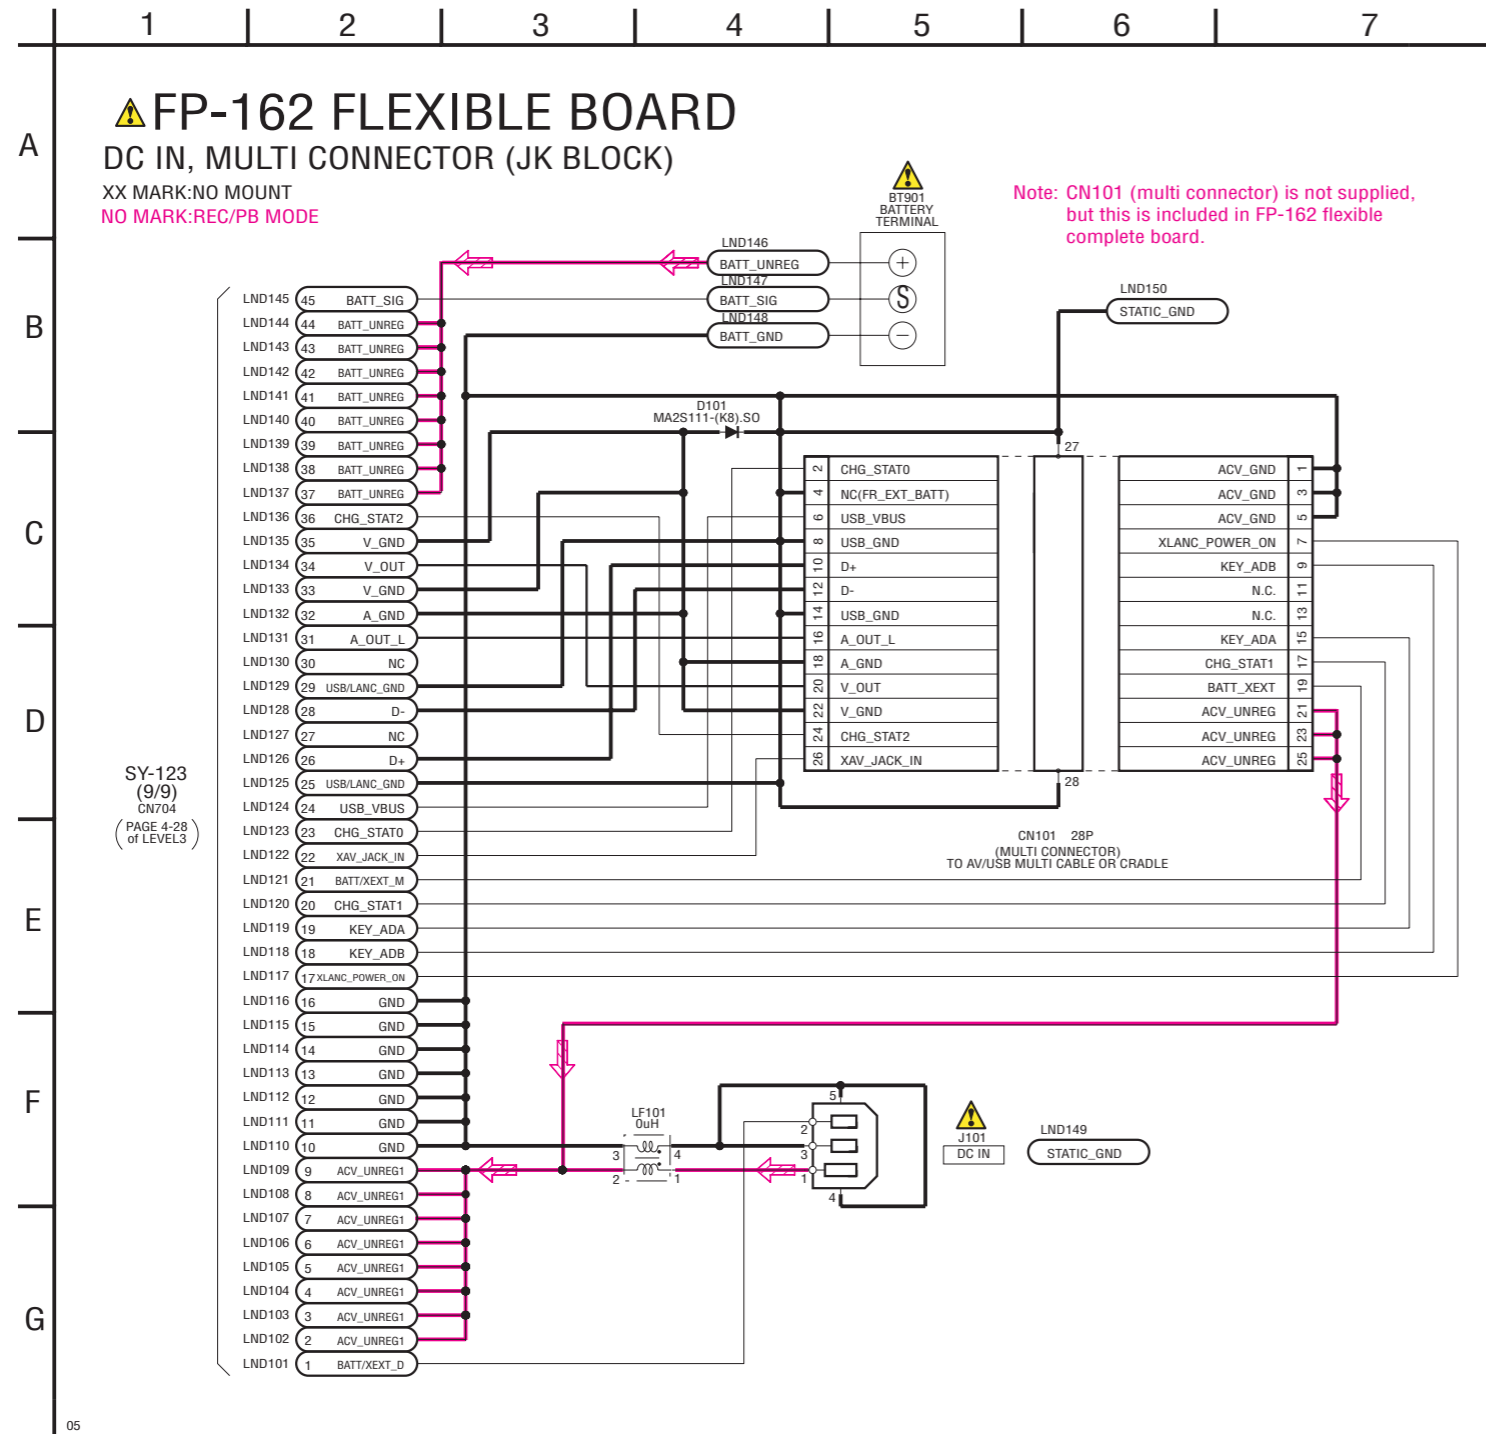 1 2 3 4 5 6 7
A
B
C
D
E
F
G
FP-162 FLEXIBLE BOARD
DC IN, MULTI CONNECTOR (JK BLOCK)
XX MARK:NO MOUNT
NO MARK:REC/PB MODE
Note: CN101 (multi connector) is not supplied,
but this is included in FP-162 flexible
complete board.
BT901
BATTERY
TERMINAL
LND146
BATT_UNREG
+
LND147
BATT_SIG
S
LND148
BATT_GND
−
LND150
STATIC_GND
D101
MA2S111-(K8).SO
SY-123
(9/9)
CN704
(PAGE 4-28
of LEVEL3)
LND145 45 BATT_SIG
LND144 44 BATT_UNREG
LND143 43 BATT_UNREG
LND142 42 BATT_UNREG
LND141 41 BATT_UNREG
LND140 40 BATT_UNREG
LND139 39 BATT_UNREG
LND138 38 BATT_UNREG
LND137 37 BATT_UNREG
LND136 36 CHG_STAT2
LND135 35 V_GND
LND134 34 V_OUT
LND133 33 V_GND
LND132 32 A_GND
LND131 31 A_OUT_L
LND130 30 NC
LND129 29 USB/LANC_GND
LND128 28 D-
LND127 27 NC
LND126 26 D+
LND125 25 USB/LANC_GND
LND124 24 USB_VBUS
LND123 23 CHG_STAT0
LND122 22 XAV_JACK_IN
LND121 21 BATT/XEXT_M
LND120 20 CHG_STAT1
LND119 19 KEY_ADA
LND118 18 KEY_ADB
LND117 17 XLANC_POWER_ON
LND116 16 GND
LND115 15 GND
LND114 14 GND
LND113 13 GND
LND112 12 GND
LND111 11 GND
LND110 10 GND
LND109 9 ACV_UNREG1
LND108 8 ACV_UNREG1
LND107 7 ACV_UNREG1
LND106 6 ACV_UNREG1
LND105 5 ACV_UNREG1
LND104 4 ACV_UNREG1
LND103 3 ACV_UNREG1
LND102 2 ACV_UNREG1
LND101 1 BATT/XEXT_D
2 CHG_STAT0
4 NC(FR_EXT_BATT)
6 USB_VBUS
8 USB_GND
10 D+
12 D-
14 USB_GND
16 A_OUT_L
18 A_GND
20 V_OUT
22 V_GND
24 CHG_STAT2
26 XAV_JACK_IN
27
28
ACV_GND 1
ACV_GND 3
ACV_GND 5
XLANC_POWER_ON 7
KEY_ADB 9
N.C. 11
N.C. 13
KEY_ADA 15
CHG_STAT1 17
BATT_XEXT 19
ACV_UNREG 21
ACV_UNREG 23
ACV_UNREG 25
CN101 28P
(MULTI CONNECTOR)
TO AV/USB MULTI CABLE OR CRADLE
LF101
0uH
3 4
2 1
5
2
3
1
4
J101
DC IN
LND149
STATIC_GND
05